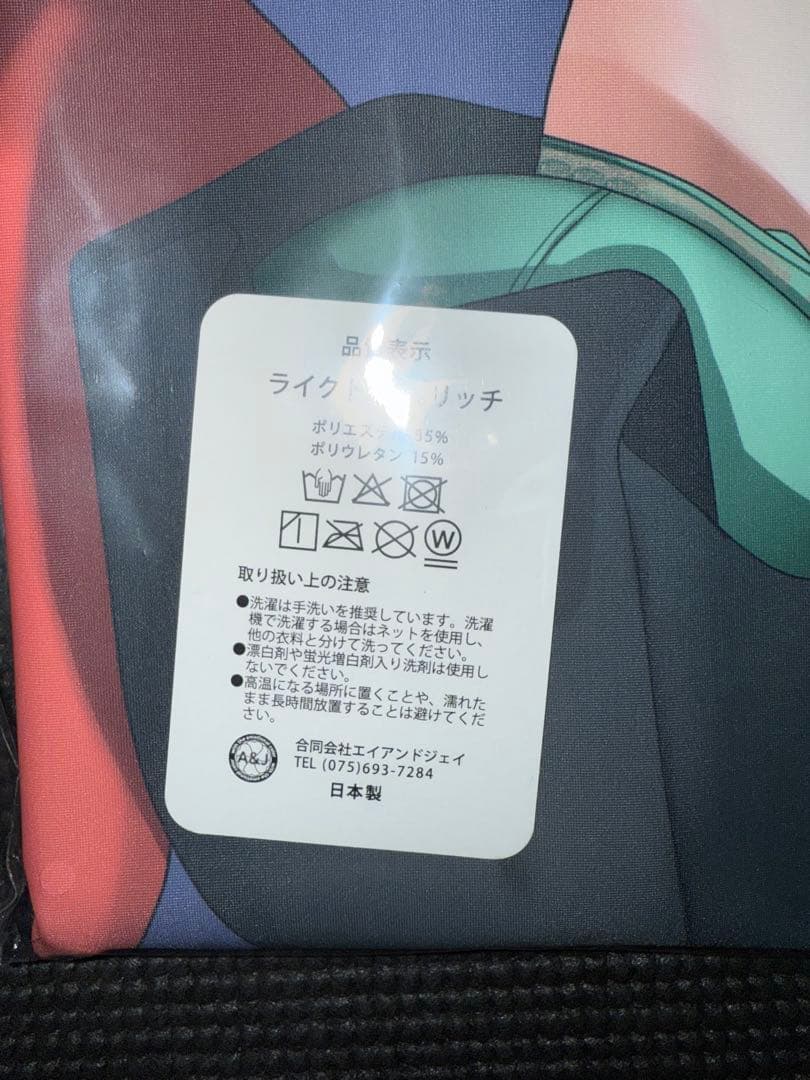 品 表示
ライク リッチ
ポリエステル 85%
ポリウレタン 15%
W
取り扱い上の注意
●洗濯は手洗いを推奨しています。洗濯
機で洗濯する場合はネットを使用し、
他の衣料と分けて洗ってください。
●漂白剤や蛍光増白剤入り洗剤は使用し
ないでください。
●高温になる場所に置くことや、濡れた
まま長時間放置することは避けてくだ
さい。
A&J
合同会社エイアンドジェイ
TEL (075)693-7284
日本製